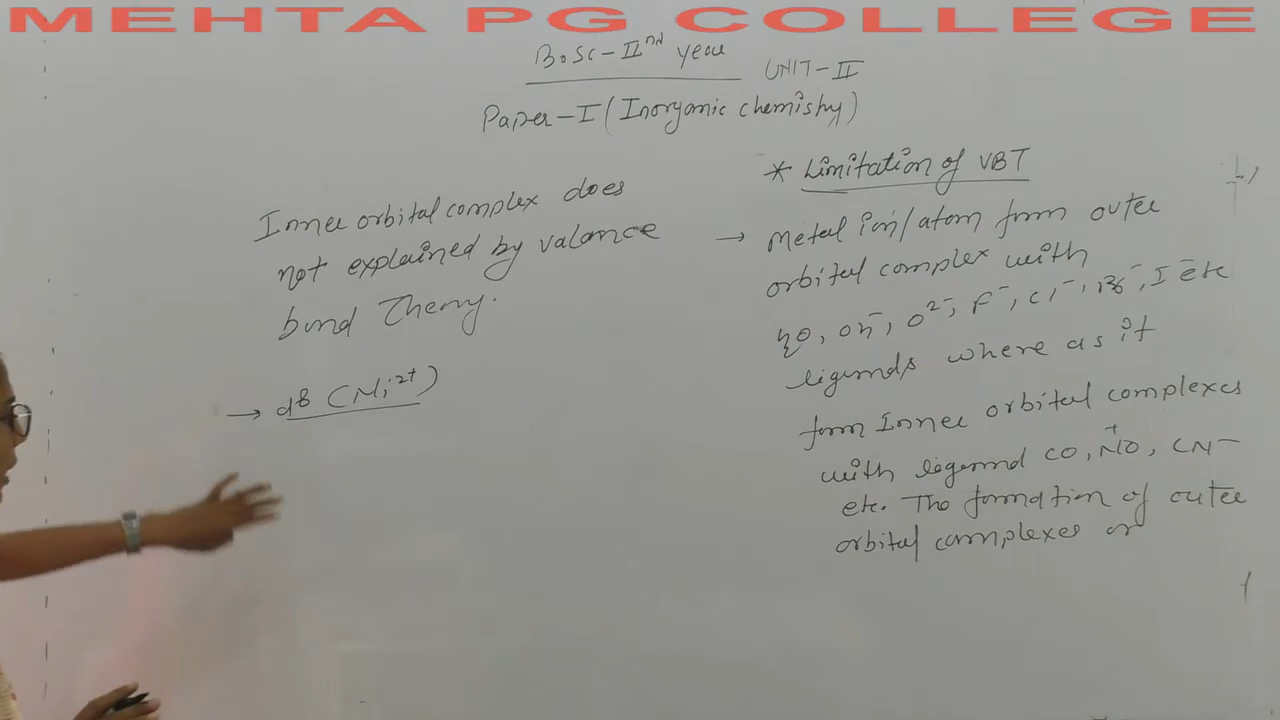 MEHTA PG COLLEGE
B.Sc-IInd year
UNIT-II
Paper-I (Inorganic chemistry)
* Limitation of VBT
→ Metal ion/atom form outer
orbital complex with
H2O, OH-, O2-, F-, Cl-, Br-, I- etc
ligands where as it
form Inner orbital complexes
with ligand CO, NO+, CN-
etc. The formation of outer
orbital complexes or
Inner orbital complex does
not explained by valance
bond Theory.
→ d8 (Ni2+)